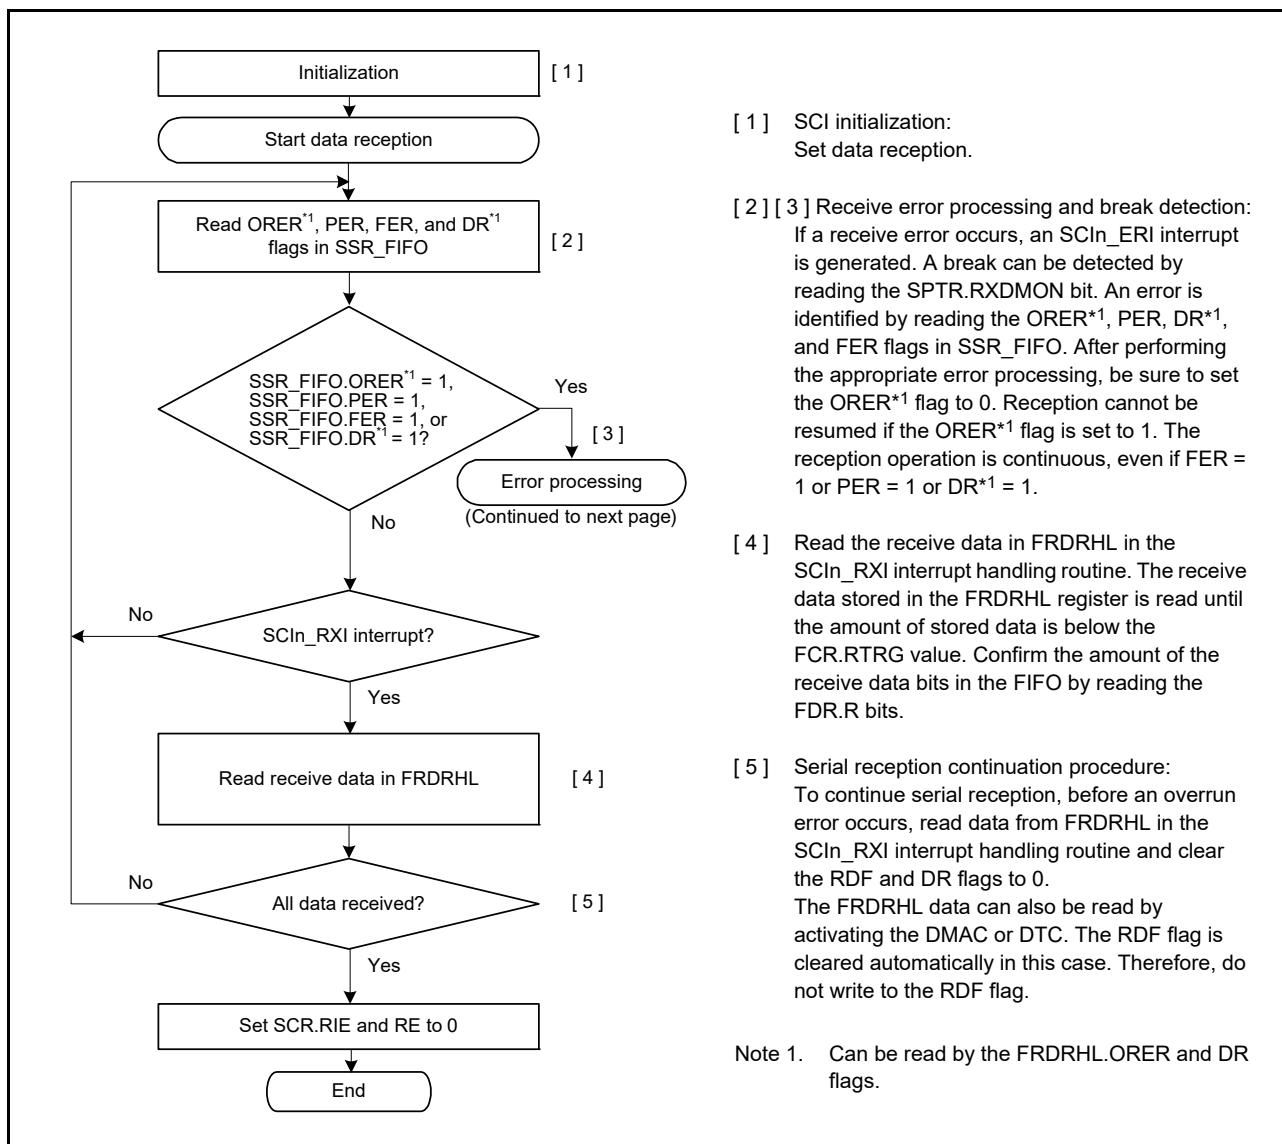 Initialization
[ 1 ]
Start data reception
Read ORER*1, PER, FER, and DR*1
flags in SSR_FIFO
[ 2 ]
SSR_FIFO.ORER*1 = 1,
SSR_FIFO.PER = 1,
SSR_FIFO.FER = 1, or
SSR_FIFO.DR*1 = 1?
Yes
[ 3 ]
Error processing
(Continued to next page)
No
SCIn_RXI interrupt?
No
Yes
Read receive data in FRDRHL
[ 4 ]
No
All data received?
[ 5 ]
Yes
Set SCR.RIE and RE to 0
End
[ 1 ] SCI initialization:
Set data reception.
[ 2 ] [ 3 ] Receive error processing and break detection:
If a receive error occurs, an SCIn_ERI interrupt
is generated. A break can be detected by
reading the SPTR.RXDMON bit. An error is
identified by reading the ORER*1, PER, DR*1,
and FER flags in SSR_FIFO. After performing
the appropriate error processing, be sure to set
the ORER*1 flag to 0. Reception cannot be
resumed if the ORER*1 flag is set to 1. The
reception operation is continuous, even if FER =
1 or PER = 1 or DR*1 = 1.
[ 4 ] Read the receive data in FRDRHL in the
SCIn_RXI interrupt handling routine. The receive
data stored in the FRDRHL register is read until
the amount of stored data is below the
FCR.RTRG value. Confirm the amount of the
receive data bits in the FIFO by reading the
FDR.R bits.
[ 5 ] Serial reception continuation procedure:
To continue serial reception, before an overrun
error occurs, read data from FRDRHL in the
SCIn_RXI interrupt handling routine and clear
the RDF and DR flags to 0.
The FRDRHL data can also be read by
activating the DMAC or DTC. The RDF flag is
cleared automatically in this case. Therefore, do
not write to the RDF flag.
Note 1. Can be read by the FRDRHL.ORER and DR
flags.